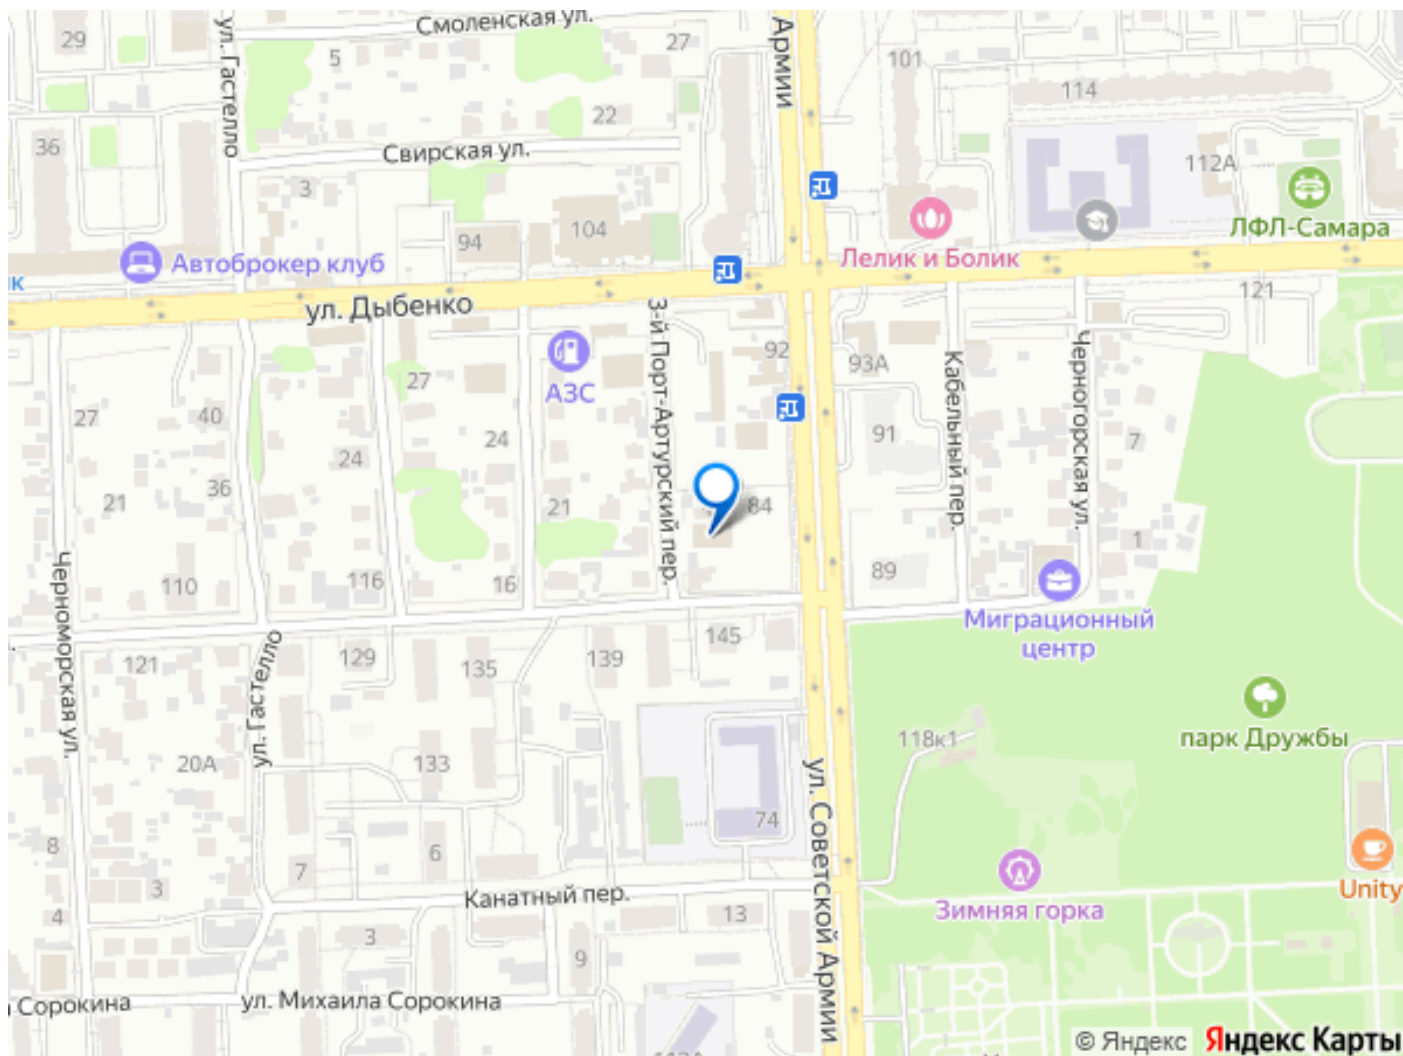 Смоленская ул.
29
5
27
Армии
101
114
ул. Гастелло
22
36
Свирская ул.
112А
3
94
104
ЛФЛ-Самара
Автоброкер клуб
Лелик и Болик
ик
ул. Дыбенко
121
3-й Порт-Артурский пер.
92
93А
Кабельный пер.
Черногорская ул.
27
АЗС
27
40
24
91
7
24
36
21
21
84
1
Черноморская ул.
110
116
16
89
Миграционный
центр
145
121
129
135
139
ул. Гастелло
118к1
парк Дружбы
20А
133
ул. Советской Армии
74
8
6
7
3
Unity
Канатный пер.
4
13
Зимняя горка
3
9
а Сорокина
ул. Михаила Сорокина
© Яндекс Яндекс Карты